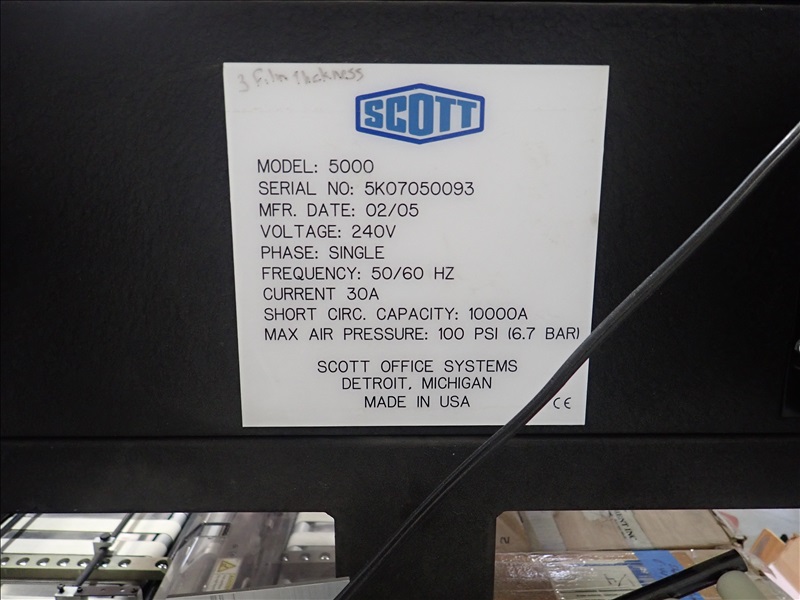 3 Film thickness
SCOTT
MODEL: 5000
SERIAL NO: 5K07050093
MFR. DATE: 02/05
VOLTAGE: 240V
PHASE: SINGLE
FREQUENCY: 50/60 HZ
CURRENT 30A
SHORT CIRC. CAPACITY: 10000A
MAX AIR PRESSURE: 100 PSI (6.7 BAR)
SCOTT OFFICE SYSTEMS
DETROIT, MICHIGAN
MADE IN USA
CE